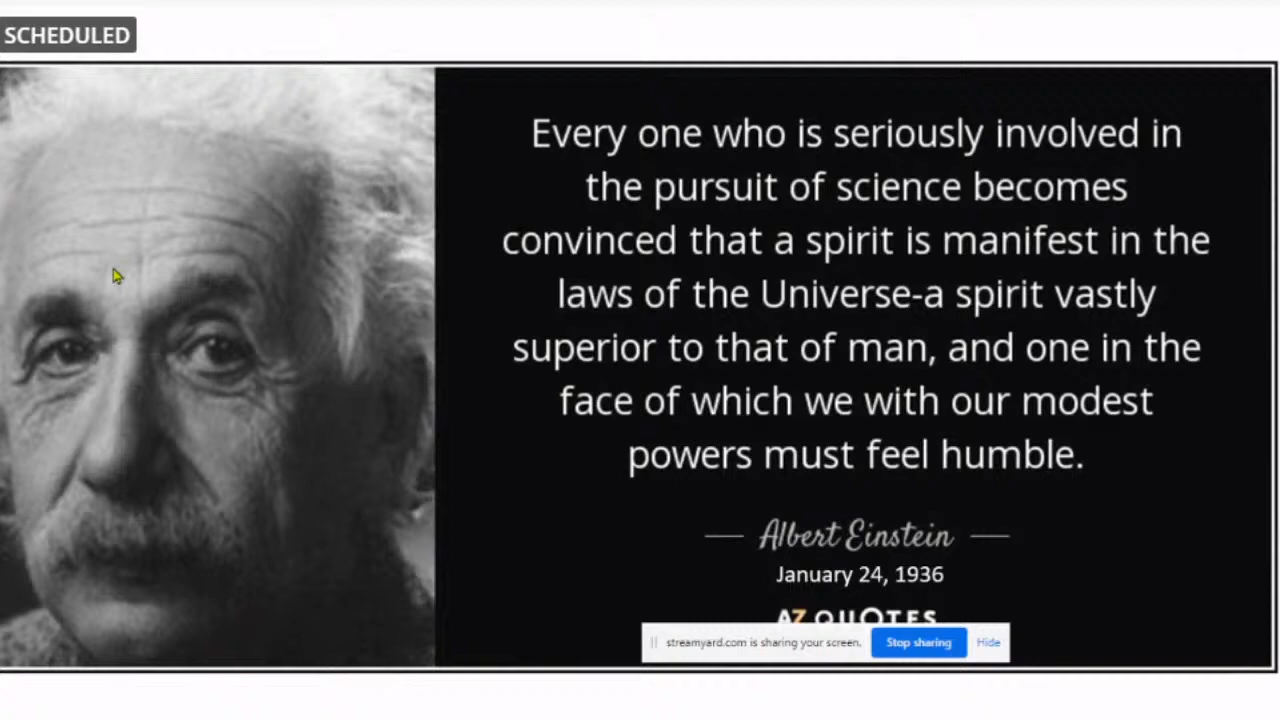 SCHEDULED
Every one who is seriously involved in
the pursuit of science becomes
convinced that a spirit is manifest in the
laws of the Universe-a spirit vastly
superior to that of man, and one in the
face of which we with our modest
powers must feel humble.
Albert Einstein
January 24, 1936
AZ QUOTES
streamyard.com is sharing your screen. Stop sharing Hide